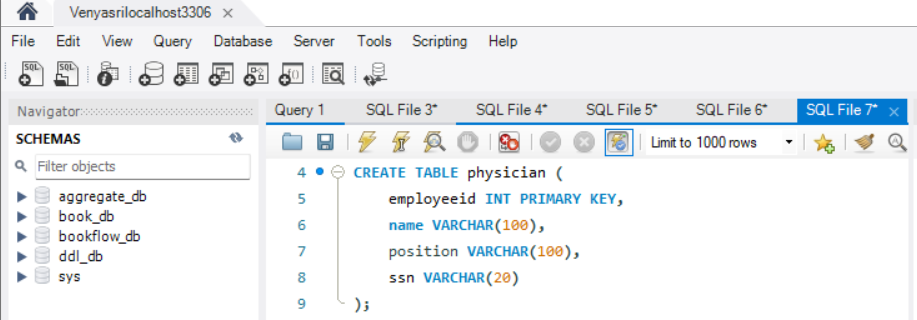 Venyasrilocalhost3306 ×
File Edit View Query Database Server Tools Scripting Help
SQL SQL
Navigator
Query 1 SQL File 3* SQL File 4* SQL File 5* SQL File 6* SQL File 7* ×
SCHEMAS
Limit to 1000 rows
Filter objects
aggregate_db
book_db
bookflow_db
ddl_db
sys
4 CREATE TABLE physician (
5 employeeid INT PRIMARY KEY,
6 name VARCHAR(100),
7 position VARCHAR(100),
8 ssn VARCHAR(20)
9 );